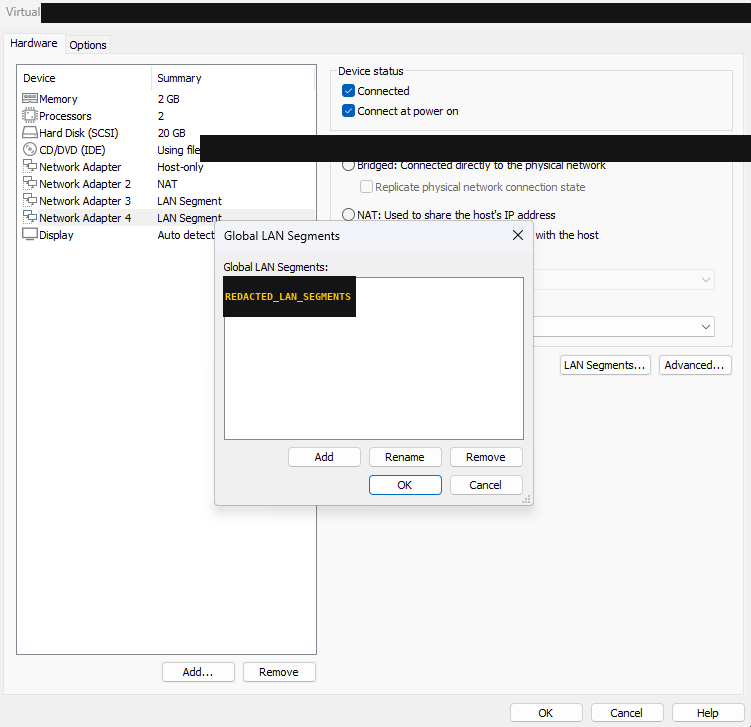 Virtual
Hardware
Options
Device Summary
Memory 2 GB
Processors 2
Hard Disk (SCSI) 20 GB
CD/DVD (IDE) Using file
Network Adapter Host-only
Network Adapter 2 NAT
Network Adapter 3 LAN Segment
Network Adapter 4 LAN Segment
Display Auto detect
Add...
Remove
Device status
Connected
Connect at power on
Bridged: Connected directly to the physical network
Replicate physical network connection state
NAT: Used to share the host's IP address
with the host
LAN Segments...
Advanced...
Global LAN Segments
Global LAN Segments:
REDACTED_LAN_SEGMENTS
Add
Rename
Remove
OK
Cancel
OK
Cancel
Help